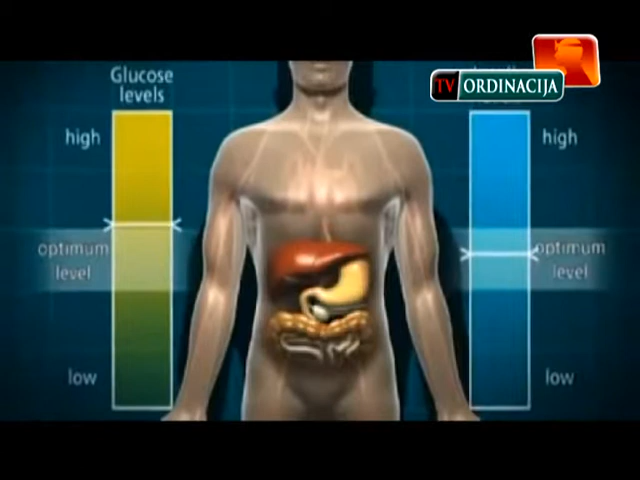 Glucose
levels
TV ORDINACIJA
high
high
optimum
level
optimum
level
low
low